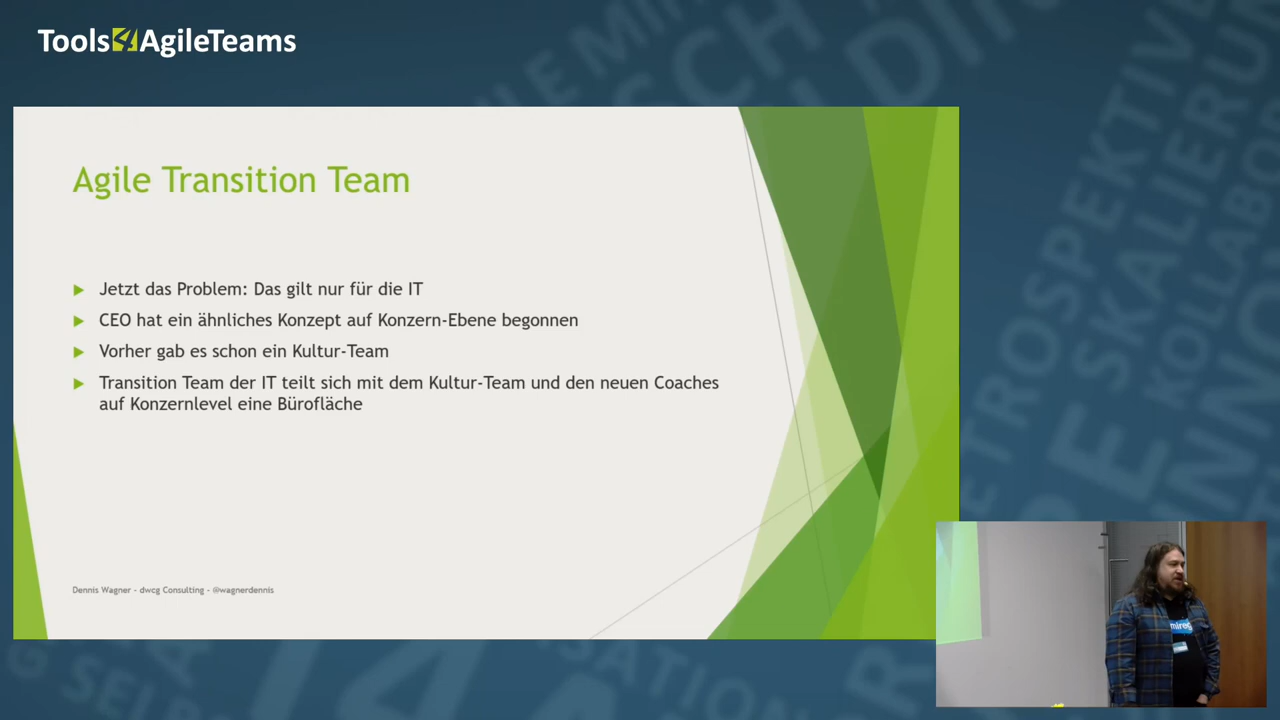 Tools4AgileTeams
Agile Transition Team
Jetzt das Problem: Das gilt nur für die IT
CEO hat ein ähnliches Konzept auf Konzern-Ebene begonnen
Vorher gab es schon ein Kultur-Team
Transition Team der IT teilt sich mit dem Kultur-Team und den neuen Coaches
auf Konzernlevel eine Bürofläche
Dennis Wagner - dwcg Consulting - @wagnerdennis